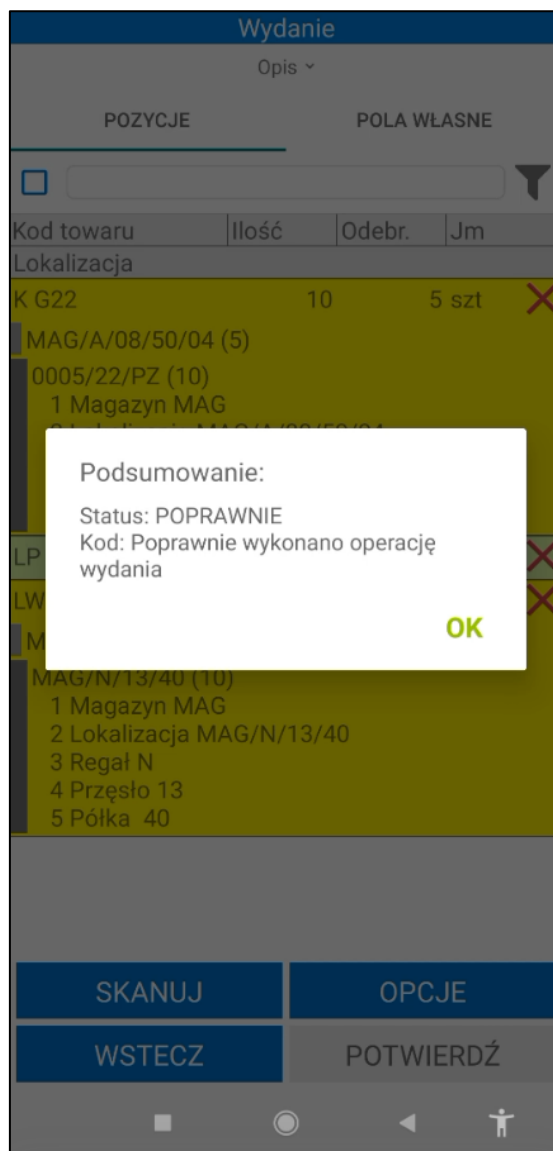 Wydanie
Opis
POZYCJE POLA WŁASNE
Kod towaru Ilość Odebr. Jm
Lokalizacja
K G22 10 5 szt
MAG/A/08/50/04 (5)
0005/22/PZ (10)
1 Magazyn MAG
Podsumowanie:
Status: POPRAWNIE
Kod: Poprawnie wykonano operację
wydania
OK
LP
LW
M
MAG/N/13/40 (10)
1 Magazyn MAG
2 Lokalizacja MAG/N/13/40
3 Regał N
4 Przęsło 13
5 Półka 40
SKANUJ OPCJE
WSTECZ POTWIERDŹ